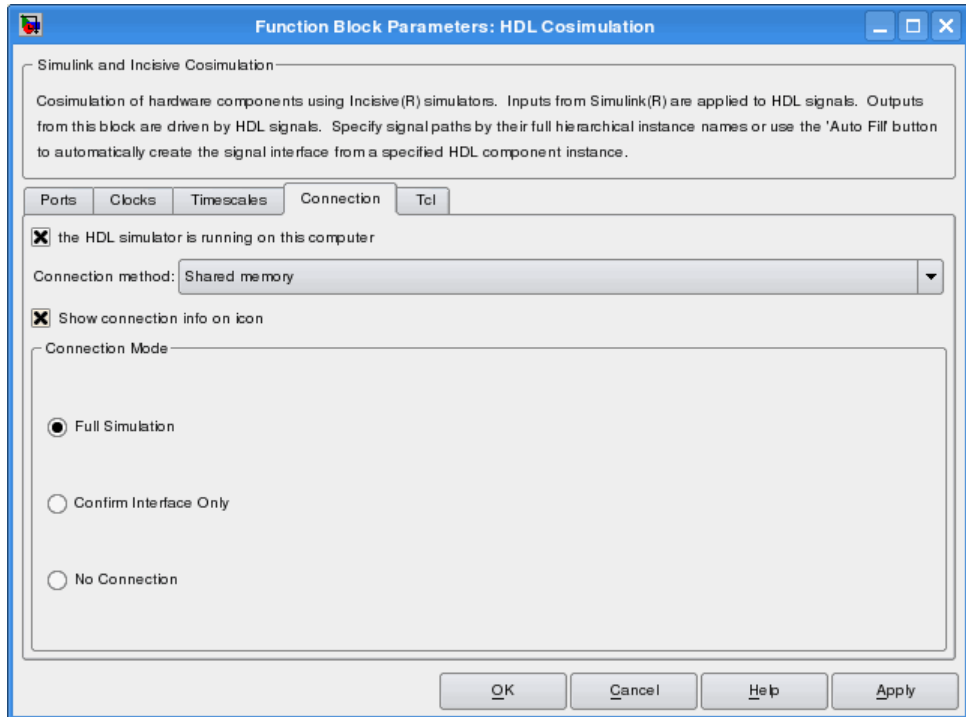 Function Block Parameters: HDL Cosimulation
Simulink and Incisive Cosimulation
Cosimulation of hardware components using Incisive(R) simulators. Inputs from Simulink(R) are applied to HDL signals. Outputs
from this block are driven by HDL signals. Specify signal paths by their full hierarchical instance names or use the 'Auto Fill' button
to automatically create the signal interface from a specified HDL component instance.
Ports Clocks Timescales Connection Tcl
the HDL simulator is running on this computer
Connection method: Shared memory
Show connection info on icon
Connection Mode
Full Simulation
Confirm Interface Only
No Connection
OK Cancel Help Apply